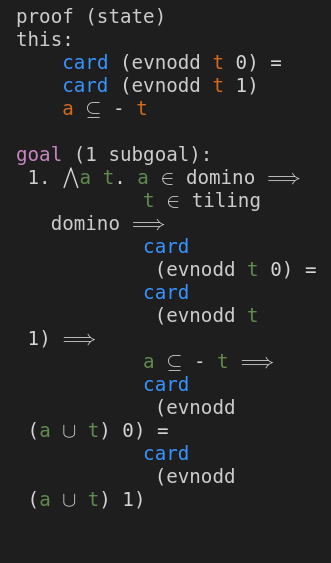 proof (state)
this:
card (evnodd t 0) =
card (evnodd t 1)
a ⊆ - t
goal (1 subgoal):
1. ⋀a t. a ∈ domino ⟹
t ∈ tiling
domino ⟹
card
(evnodd t 0) =
card
(evnodd t
1) ⟹
a ⊆ - t ⟹
card
(evnodd
(a ∪ t) 0) =
card
(evnodd
(a ∪ t) 1)